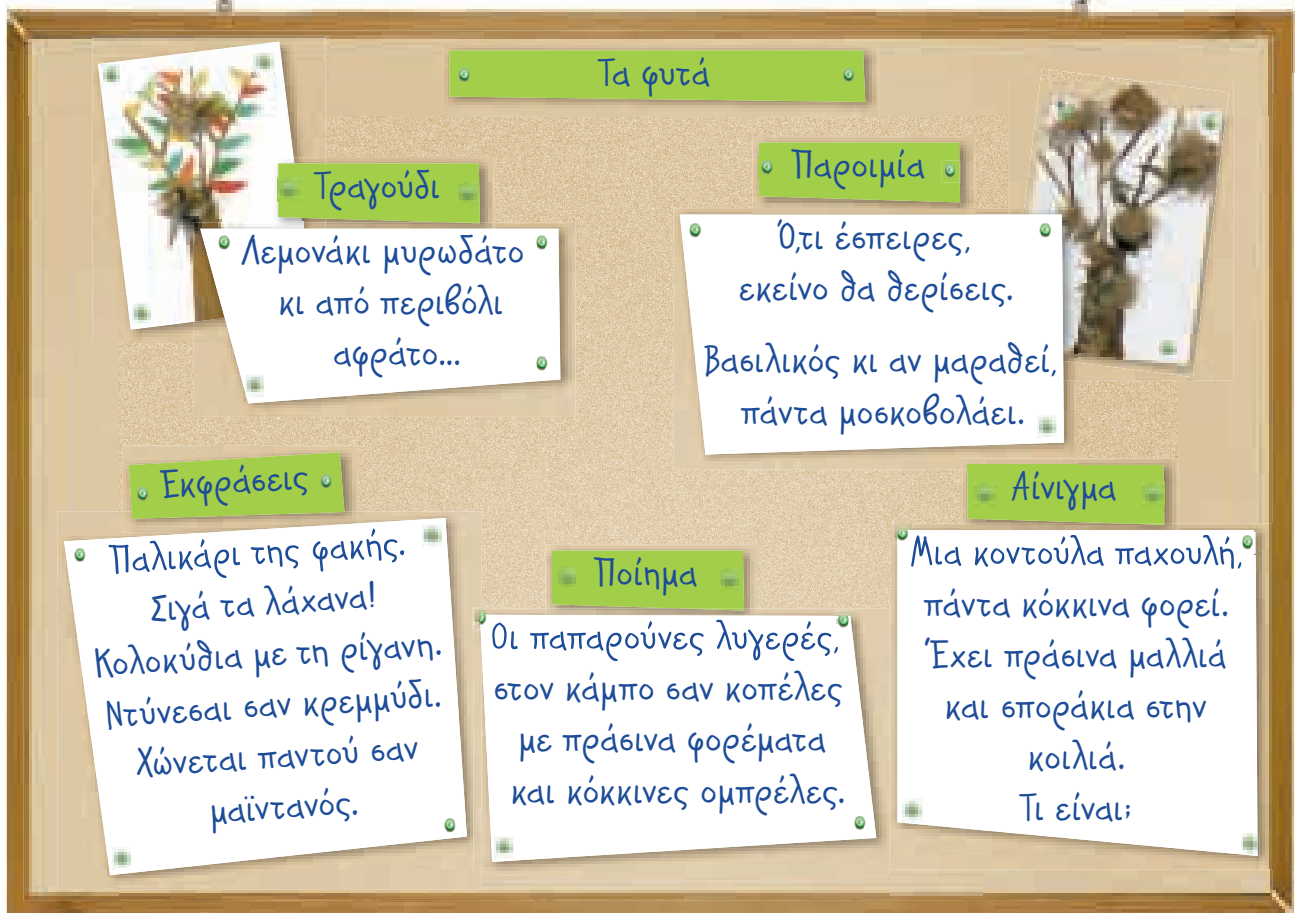 Τα φυτά
Τραγούδι
Λεμονάκι μυρωδάτο
κι από περιβόλι
αφράτο...
Παροιμία
Ό,τι έσπειρες,
εκείνο θα θερίσεις.
Βασιλικός κι αν μαραθεί,
πάντα μοσκοβολάει.
Εκφράσεις
Παλικάρι της φακής.
Σιγά τα λάχανα!
Κολοκύθια με τη ρίγανη.
Ντύνεσαι σαν κρεμμύδι.
Χώνεται παντού σαν
μαϊντανός.
Ποίημα
Οι παπαρούνες λυγερές,
στον κάμπο σαν κοπέλες
με πράσινα φορέματα
και κόκκινες ομπρέλες.
Αίνιγμα
Μια κοντούλα παχουλή,
πάντα κόκκινα φορεί.
Έχει πράσινα μαλλιά
και σποράκια στην
κοιλιά.
Τι είναι;